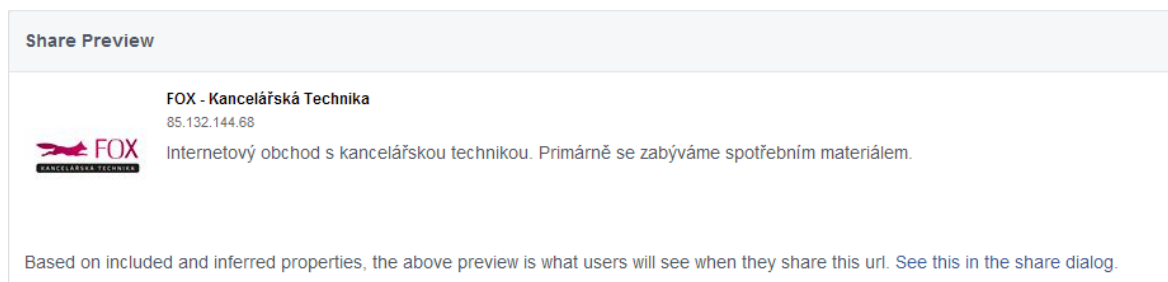 Share Preview
FOX - Kancelářská Technika
85.132.144.68
FOX
KANCELÁŘSKÁ TECHNIKA
Internetový obchod s kancelářskou technikou. Primárně se zabýváme spotřebním materiálem.
Based on included and inferred properties, the above preview is what users will see when they share this url. See this in the share dialog.